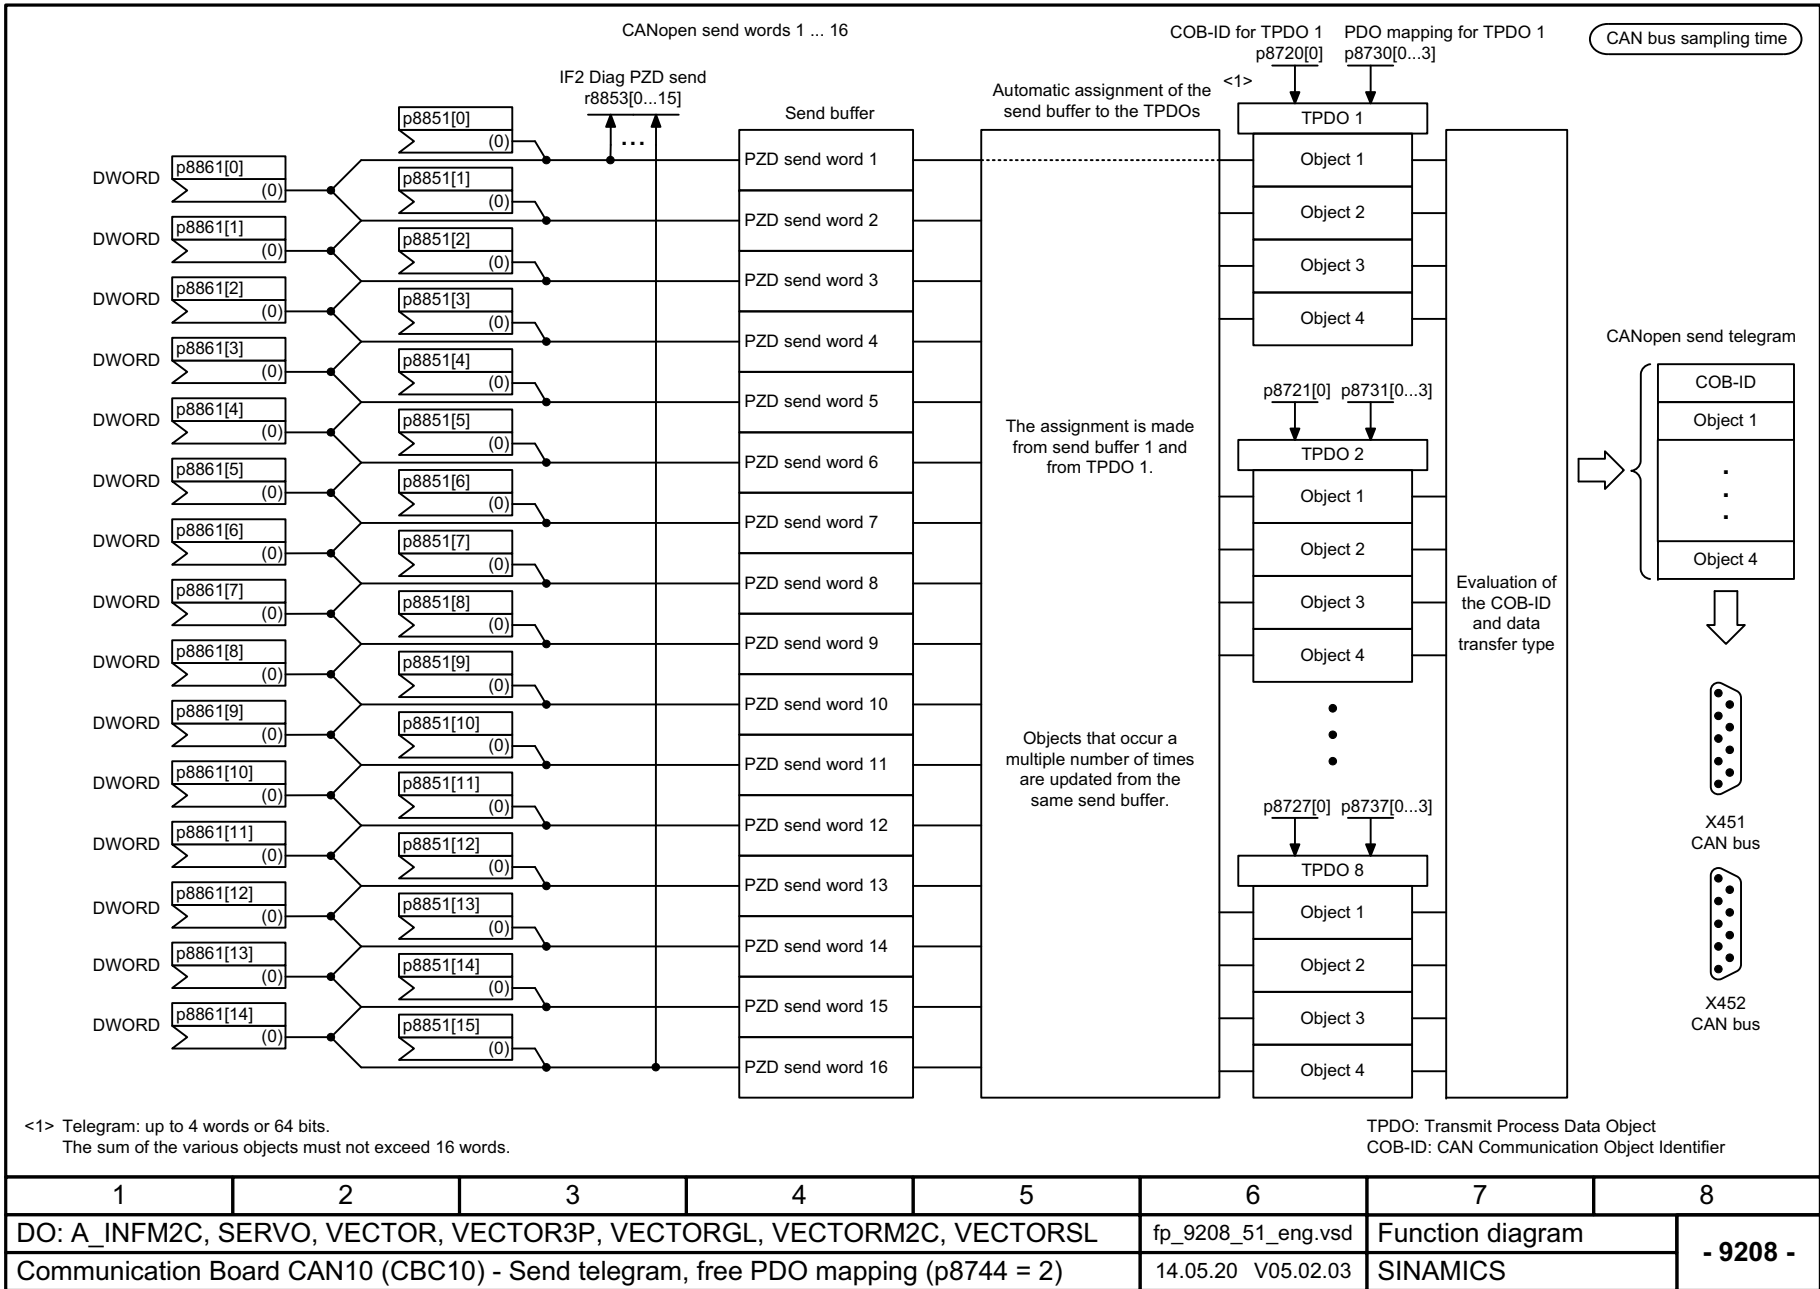 CANopen send words 1 ... 16
COB-ID for TPDO 1
p8720[0]
PDO mapping for TPDO 1
p8730[0...3]
CAN bus sampling time
IF2 Diag PZD send
r8853[0...15]
...
<1>
Automatic assignment of the
send buffer to the TPDOs
Send buffer
DWORD p8861[0] (0)
DWORD p8861[1] (0)
DWORD p8861[2] (0)
DWORD p8861[3] (0)
DWORD p8861[4] (0)
DWORD p8861[5] (0)
DWORD p8861[6] (0)
DWORD p8861[7] (0)
DWORD p8861[8] (0)
DWORD p8861[9] (0)
DWORD p8861[10] (0)
DWORD p8861[11] (0)
DWORD p8861[12] (0)
DWORD p8861[13] (0)
DWORD p8861[14] (0)
p8851[0] (0)
p8851[1] (0)
p8851[2] (0)
p8851[3] (0)
p8851[4] (0)
p8851[5] (0)
p8851[6] (0)
p8851[7] (0)
p8851[8] (0)
p8851[9] (0)
p8851[10] (0)
p8851[11] (0)
p8851[12] (0)
p8851[13] (0)
p8851[14] (0)
p8851[15] (0)
PZD send word 1
PZD send word 2
PZD send word 3
PZD send word 4
PZD send word 5
PZD send word 6
PZD send word 7
PZD send word 8
PZD send word 9
PZD send word 10
PZD send word 11
PZD send word 12
PZD send word 13
PZD send word 14
PZD send word 15
PZD send word 16
The assignment is made
from send buffer 1 and
from TPDO 1.
Objects that occur a
multiple number of times
are updated from the
same send buffer.
TPDO 1
Object 1
Object 2
Object 3
Object 4
p8721[0] p8731[0...3]
TPDO 2
Object 1
Object 2
Object 3
Object 4
p8727[0] p8737[0...3]
TPDO 8
Object 1
Object 2
Object 3
Object 4
Evaluation of
the COB-ID
and data
transfer type
CANopen send telegram
COB-ID
Object 1
.
.
.
Object 4
X451
CAN bus
X452
CAN bus
<1> Telegram: up to 4 words or 64 bits.
The sum of the various objects must not exceed 16 words.
TPDO: Transmit Process Data Object
COB-ID: CAN Communication Object Identifier
1 2 3 4 5 6 7 8
DO: A_INFM2C, SERVO, VECTOR, VECTOR3P, VECTORGL, VECTORM2C, VECTORSL
fp_9208_51_eng.vsd
Function diagram
- 9208 -
Communication Board CAN10 (CBC10) - Send telegram, free PDO mapping (p8744 = 2)
14.05.20 V05.02.03
SINAMICS